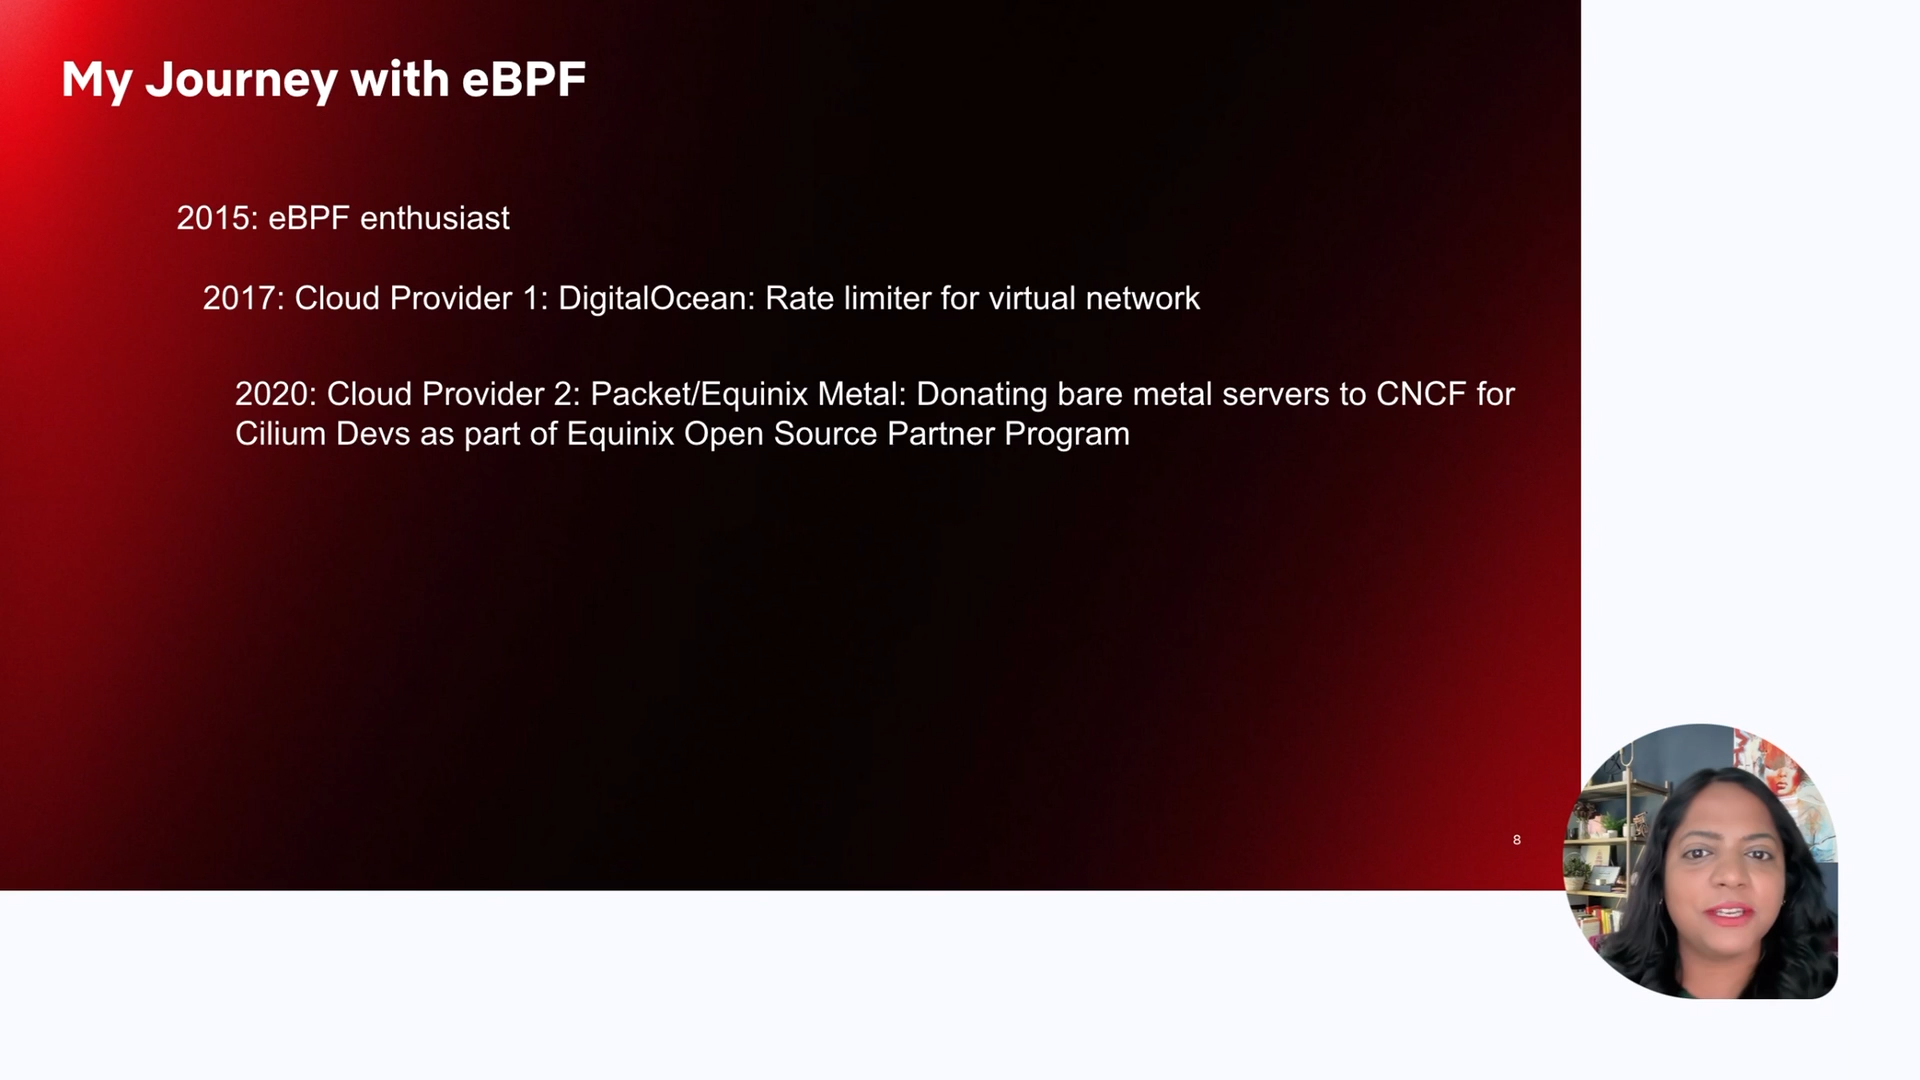 My Journey with eBPF
2015: eBPF enthusiast
2017: Cloud Provider 1: DigitalOcean: Rate limiter for virtual network
2020: Cloud Provider 2: Packet/Equinix Metal: Donating bare metal servers to CNCF for
Cilium Devs as part of Equinix Open Source Partner Program
8